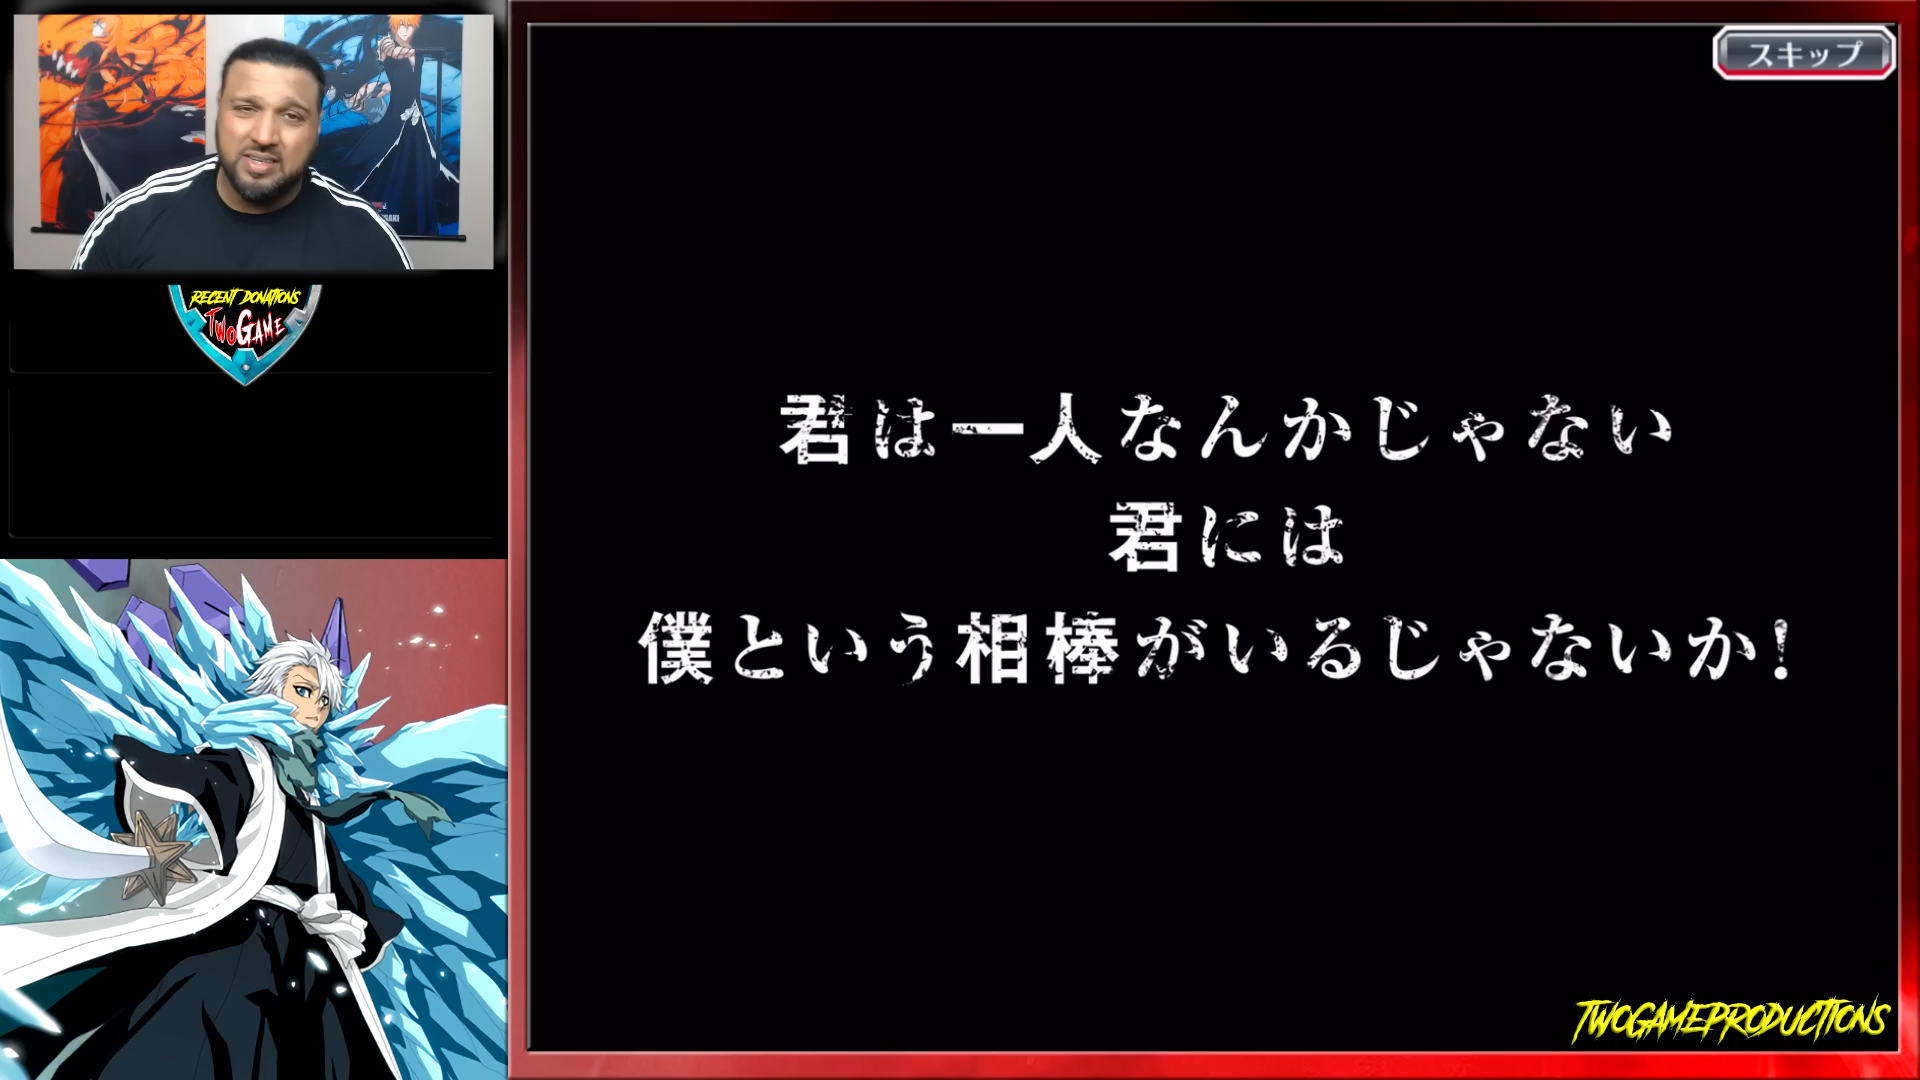 スキップ
RECENT DONATIONS
TWOGAME
君は一人なんかじゃない
君には
僕という相棒がいるじゃないか!
TWOGAMEPRODUCTIONS